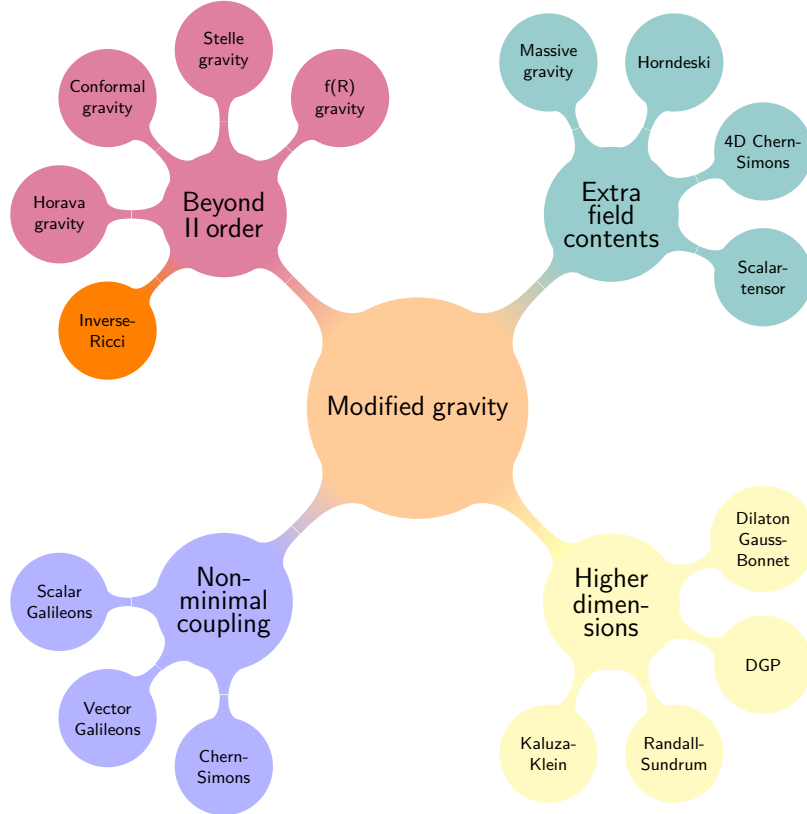 Modified gravity
Beyond
II order
f(R)
gravity
Stelle
gravity
Conformal
gravity
Horava
gravity
Inverse-
Ricci
Extra
field
contents
Massive
gravity
Horndeski
4D Chern-
Simons
Scalar-
tensor
Non-
minimal
coupling
Scalar
Galileons
Vector
Galileons
Chern-
Simons
Higher
dimen-
sions
Dilaton
Gauss-
Bonnet
DGP
Randall-
Sundrum
Kaluza-
Klein